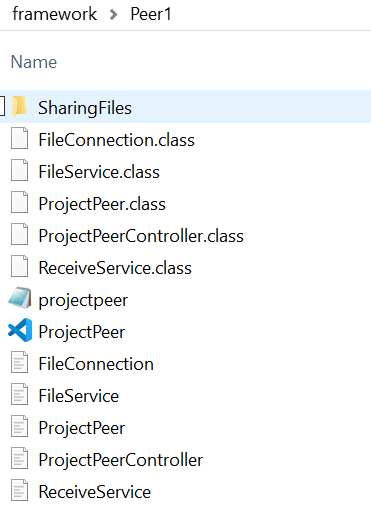 framework > Peer1
Name
SharingFiles
FileConnection.class
FileService.class
ProjectPeer.class
ProjectPeerController.class
ReceiveService.class
projectpeer
ProjectPeer
FileConnection
FileService
ProjectPeer
ProjectPeerController
ReceiveService